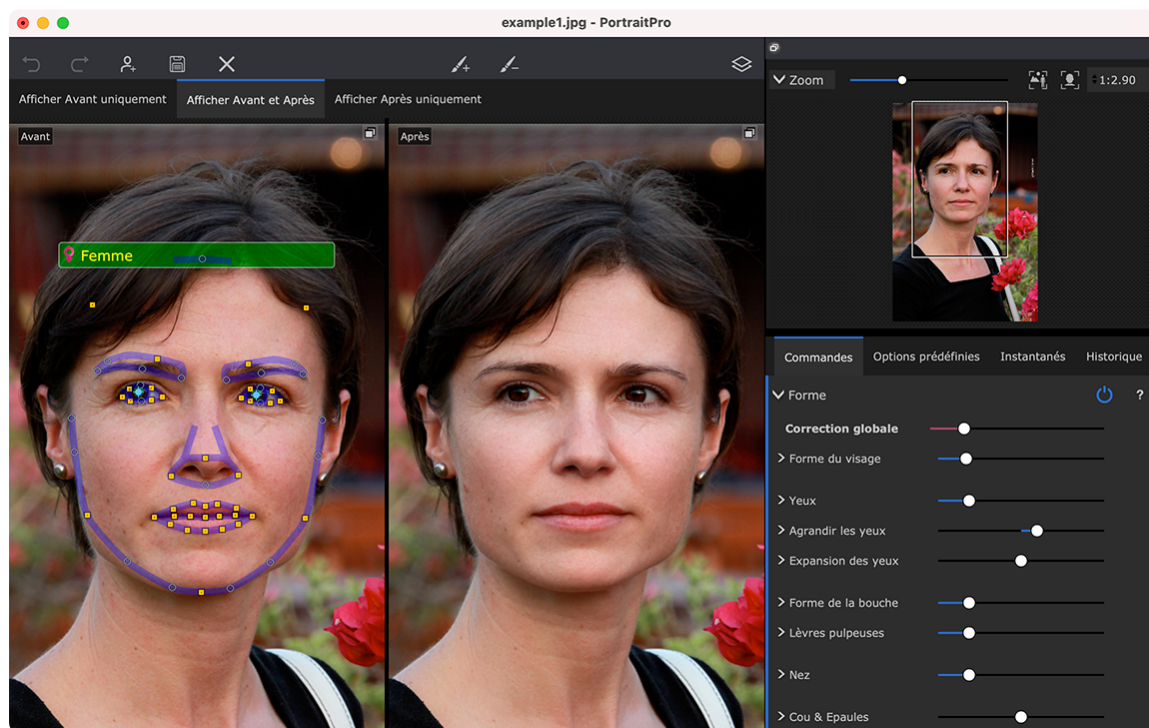 example1.jpg - PortraitPro
Afficher Avant uniquement
Afficher Avant et Après
Afficher Après uniquement
Avant
Après
Femme
Zoom
1:2.90
Commandes
Options prédéfinies
Instantanés
Historique
Forme
?
Correction globale
Forme du visage
Yeux
Agrandir les yeux
Expansion des yeux
Forme de la bouche
Lèvres pulpeuses
Nez
Cou & Epaules